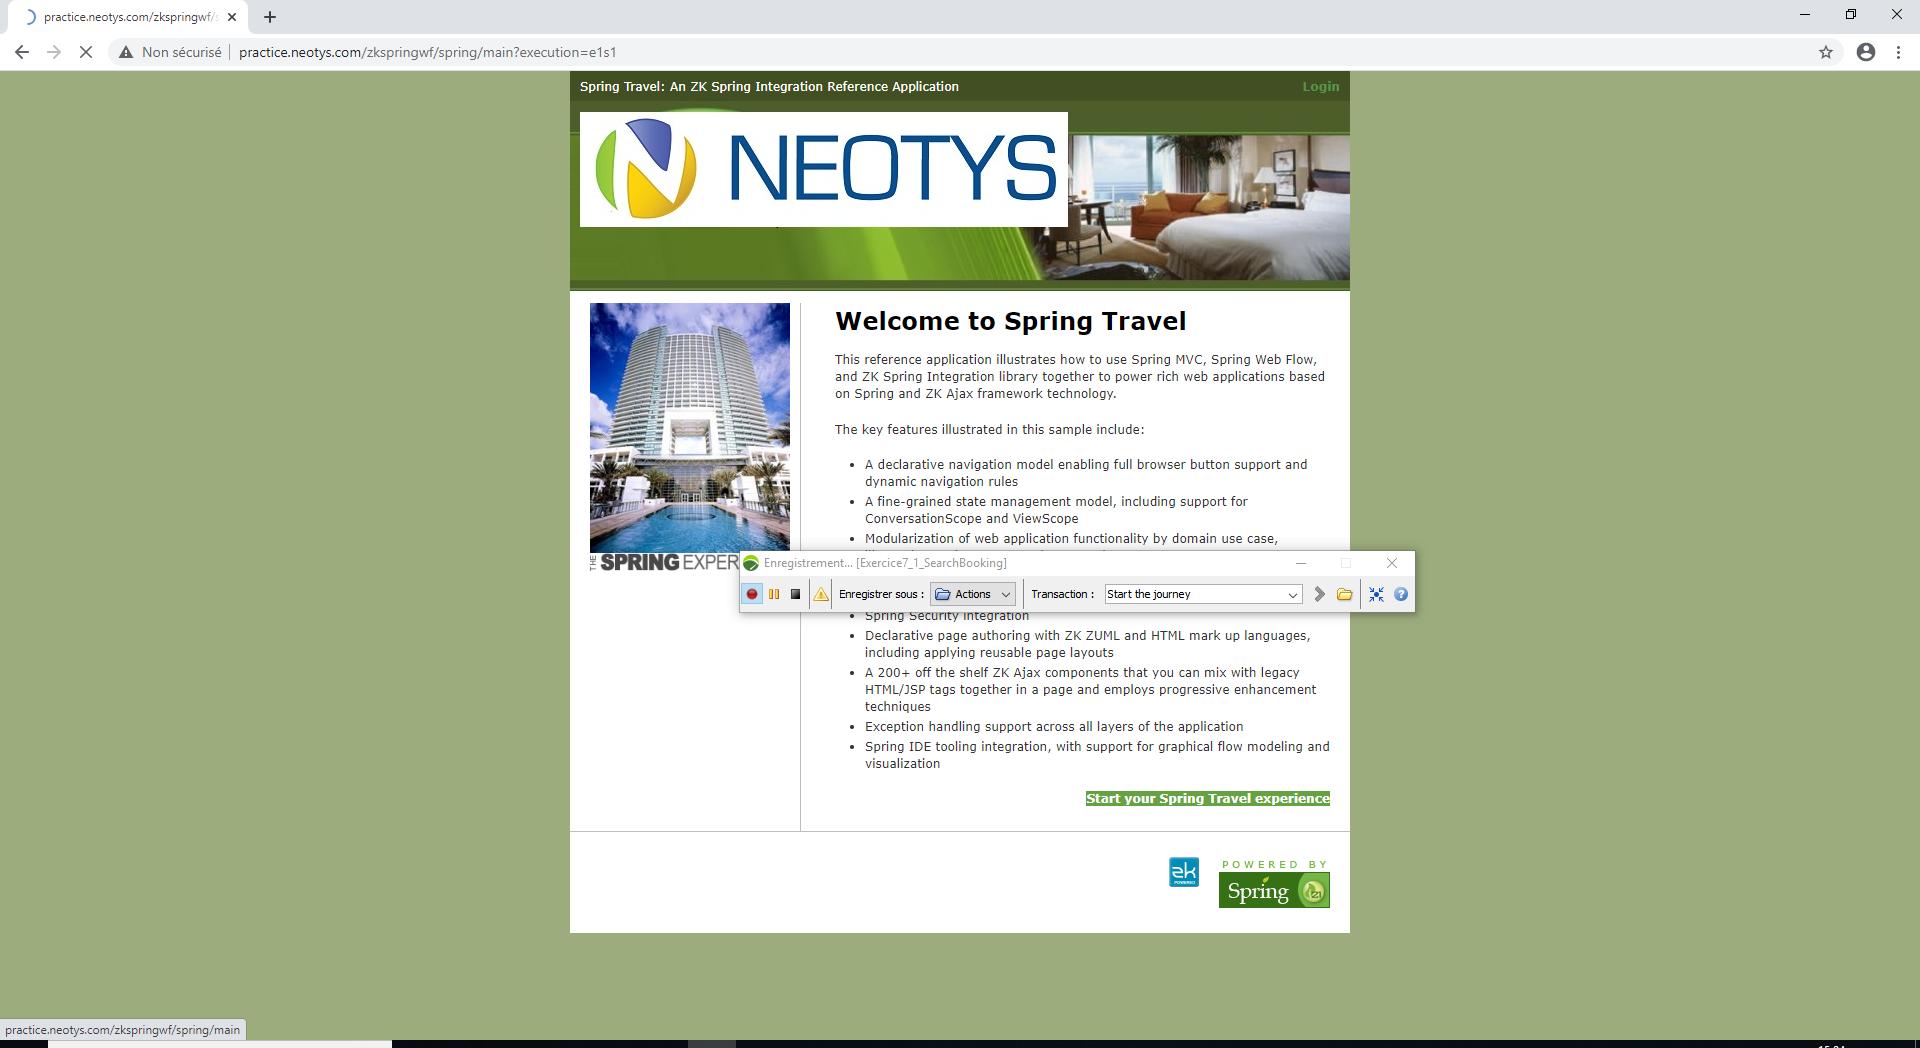 practice.neotys.com/zkspringwf/s
Non sécurisé
practice.neotys.com/zkspringwf/spring/main?execution=e1s1
Spring Travel: An ZK Spring Integration Reference Application
Login
NEOTYS
Welcome to Spring Travel
This reference application illustrates how to use Spring MVC, Spring Web Flow,
and ZK Spring Integration library together to power rich web applications based
on Spring and ZK Ajax framework technology.
The key features illustrated in this sample include:
A declarative navigation model enabling full browser button support and
dynamic navigation rules
A fine-grained state management model, including support for
ConversationScope and ViewScope
Modularization of web application functionality by domain use case,
THE SPRING EXPER
Enregistrement... [Exercice7_1_SearchBooking]
Enregistrer sous :
Actions
Transaction :
Start the journey
Spring Security integration
Declarative page authoring with ZK ZUML and HTML mark up languages,
including applying reusable page layouts
A 200+ off the shelf ZK Ajax components that you can mix with legacy
HTML/JSP tags together in a page and employs progressive enhancement
techniques
Exception handling support across all layers of the application
Spring IDE tooling integration, with support for graphical flow modeling and
visualization
Start your Spring Travel experience
zk
POWERED
POWERED BY
Spring
practice.neotys.com/zkspringwf/spring/main